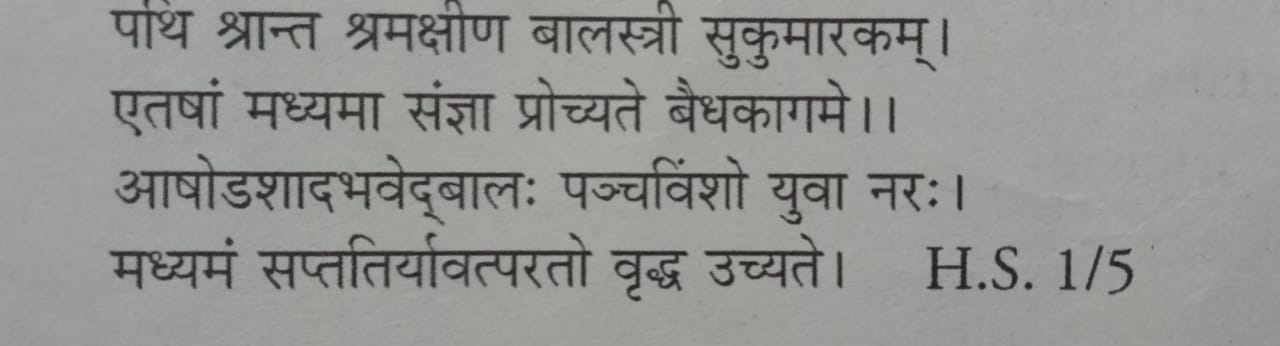 पथि श्रान्त श्रमक्षीण बालस्त्री सुकुमारकम्।
एतषां मध्यमा संज्ञा प्रोच्यते बैधकागमे।।
आषोडशादभवेद्बालः पञ्चविंशो युवा नरः।
मध्यमं सप्ततिर्यावत्परतो वृद्ध उच्यते। H.S. 1/5